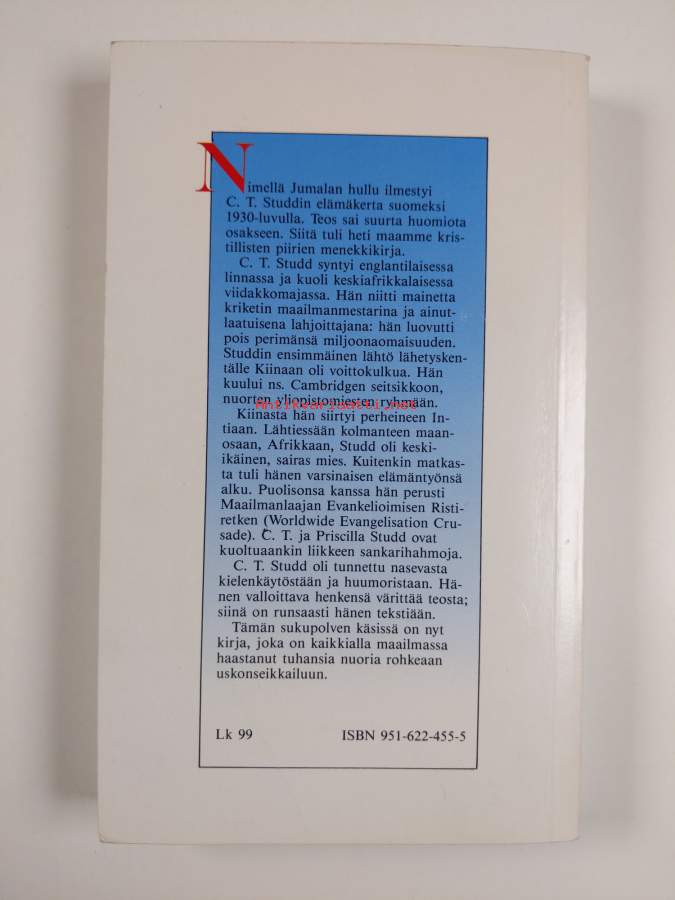 Nimellä Jumalan hullu ilmestyi
C. T. Studdin elämäkerta suomeksi
1930-luvulla. Teos sai suurta huomiota
osakseen. Siitä tuli heti maamme kris-
tillisten piirien menekkikirja.
C. T. Studd syntyi englantilaisessa
linnassa ja kuoli keskiafrikkalaisessa
viidakkomajassa. Hän niitti mainetta
kriketin maailmanmestarina ja ainut-
laatuisena lahjoittajana: hän luovutti
pois perimänsä miljoonaomaisuuden.
Studdin ensimmäinen lähtö lähetysken-
tälle Kiinaan oli voittokulkua. Hän
kuului ns. Cambridgen seitsikkoon,
nuorten yliopistomiesten ryhmään.
Antikvariaatti.net
Kiinasta hän siirtyi perheineen In-
tiaan. Lähtiessään kolmanteen maan-
osaan, Afrikkaan, Studd oli keski-
ikäinen, sairas mies. Kuitenkin matkas-
ta tuli hänen varsinaisen elämäntyönsä
alku. Puolisonsa kanssa hän perusti
Maailmanlaajan Evankelioimisen Risti-
retken (Worldwide Evangelisation Cru-
sade). C. T. ja Priscilla Studd ovat
kuoltuaankin liikkeen sankarihahmoja.
C. T. Studd oli tunnettu nasevasta
kielenkäytöstään ja huumoristaan. Hä-
nen valloittava henkensä värittää teosta;
siinä on runsaasti hänen tekstiään.
Tämän sukupolven käsissä on nyt
kirja, joka on kaikkialla maailmassa
haastanut tuhansia nuoria rohkeaan
uskonseikkailuun.
Lk 99 ISBN 951-622-455-5